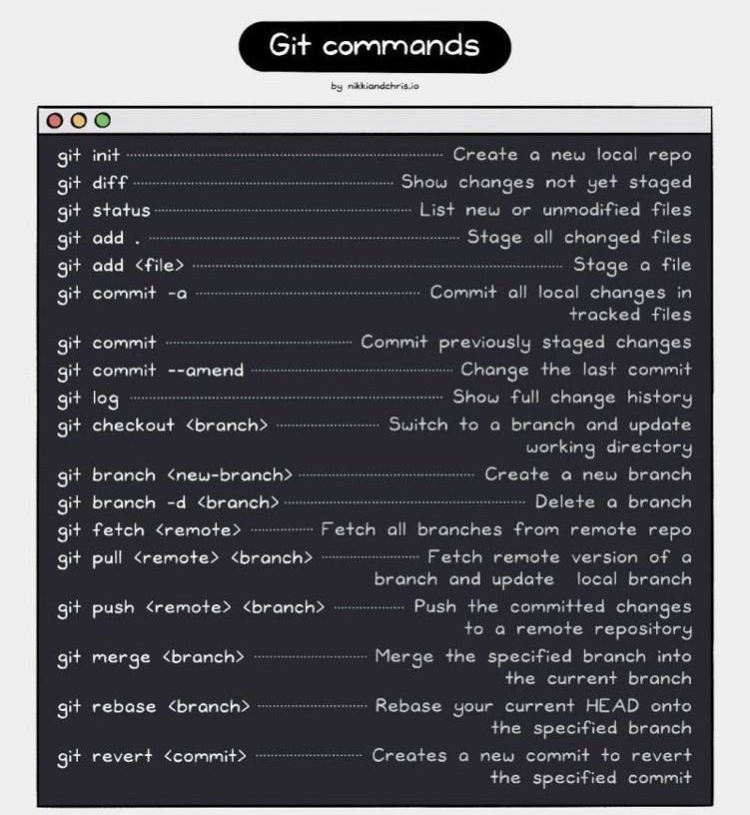 Git commands
by nikkiandchris.io
git init Create a new local repo
git diff Show changes not yet staged
git status List new or unmodified files
git add . Stage all changed files
git add <file> Stage a file
git commit -a Commit all local changes in
tracked files
git commit Commit previously staged changes
git commit --amend Change the last commit
git log Show full change history
git checkout <branch> Switch to a branch and update
working directory
git branch <new-branch> Create a new branch
git branch -d <branch> Delete a branch
git fetch <remote> Fetch all branches from remote repo
git pull <remote> <branch> Fetch remote version of a
branch and update local branch
git push <remote> <branch> Push the committed changes
to a remote repository
git merge <branch> Merge the specified branch into
the current branch
git rebase <branch> Rebase your current HEAD onto
the specified branch
git revert <commit> Creates a new commit to revert
the specified commit